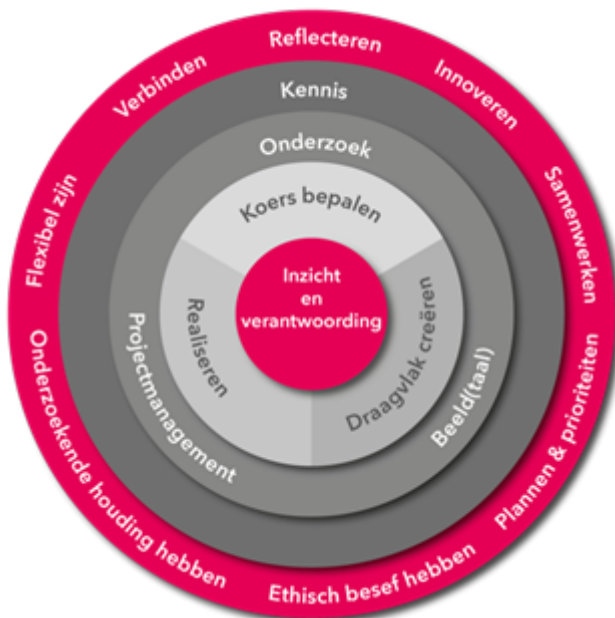 Reflecteren
Innoveren
Samenwerken
Plannen & prioriteiten
Ethisch besef hebben
Onderzoekende houding hebben
Flexibel zijn
Verbinden
Kennis
Onderzoek
Beeld(taal)
Projectmanagement
Koers bepalen
Draagvlak creëren
Realiseren
Inzicht
en
verantwoording